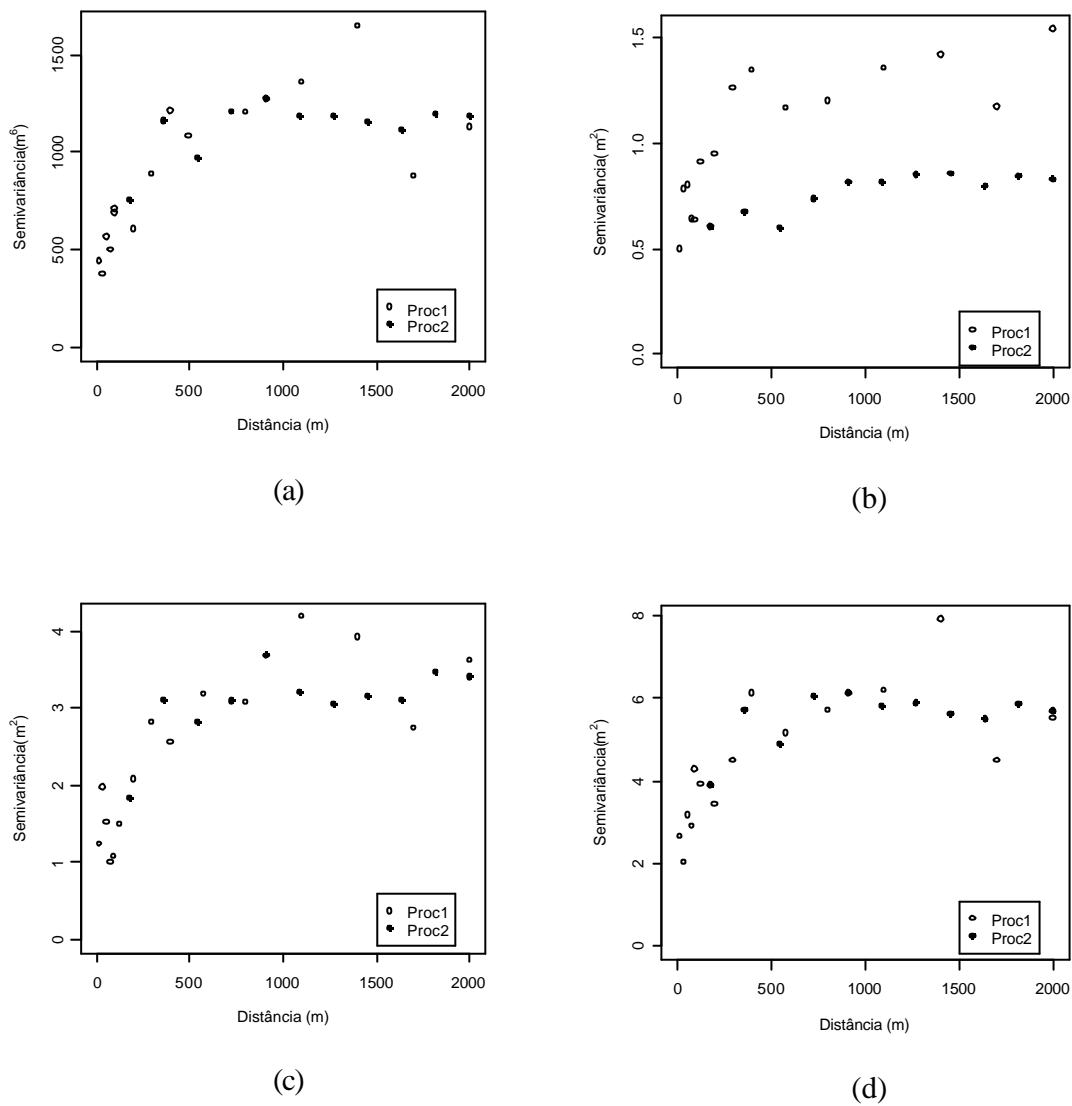 Semivariância(m⁶)
1500
1000
500
0
Proc1
Proc2
0 500 1000 1500 2000
Distância (m)
(a)
Semivariância( m²)
1.5
1.0
0.5
0.0
Proc1
Proc2
0 500 1000 1500 2000
Distância (m)
(b)
Semivariância( m²)
4
3
2
1
0
Proc1
Proc2
0 500 1000 1500 2000
Distância (m)
(c)
Semivariância(m²)
8
6
4
2
0
Proc1
Proc2
0 500 1000 1500 2000
Distância (m)
(d)